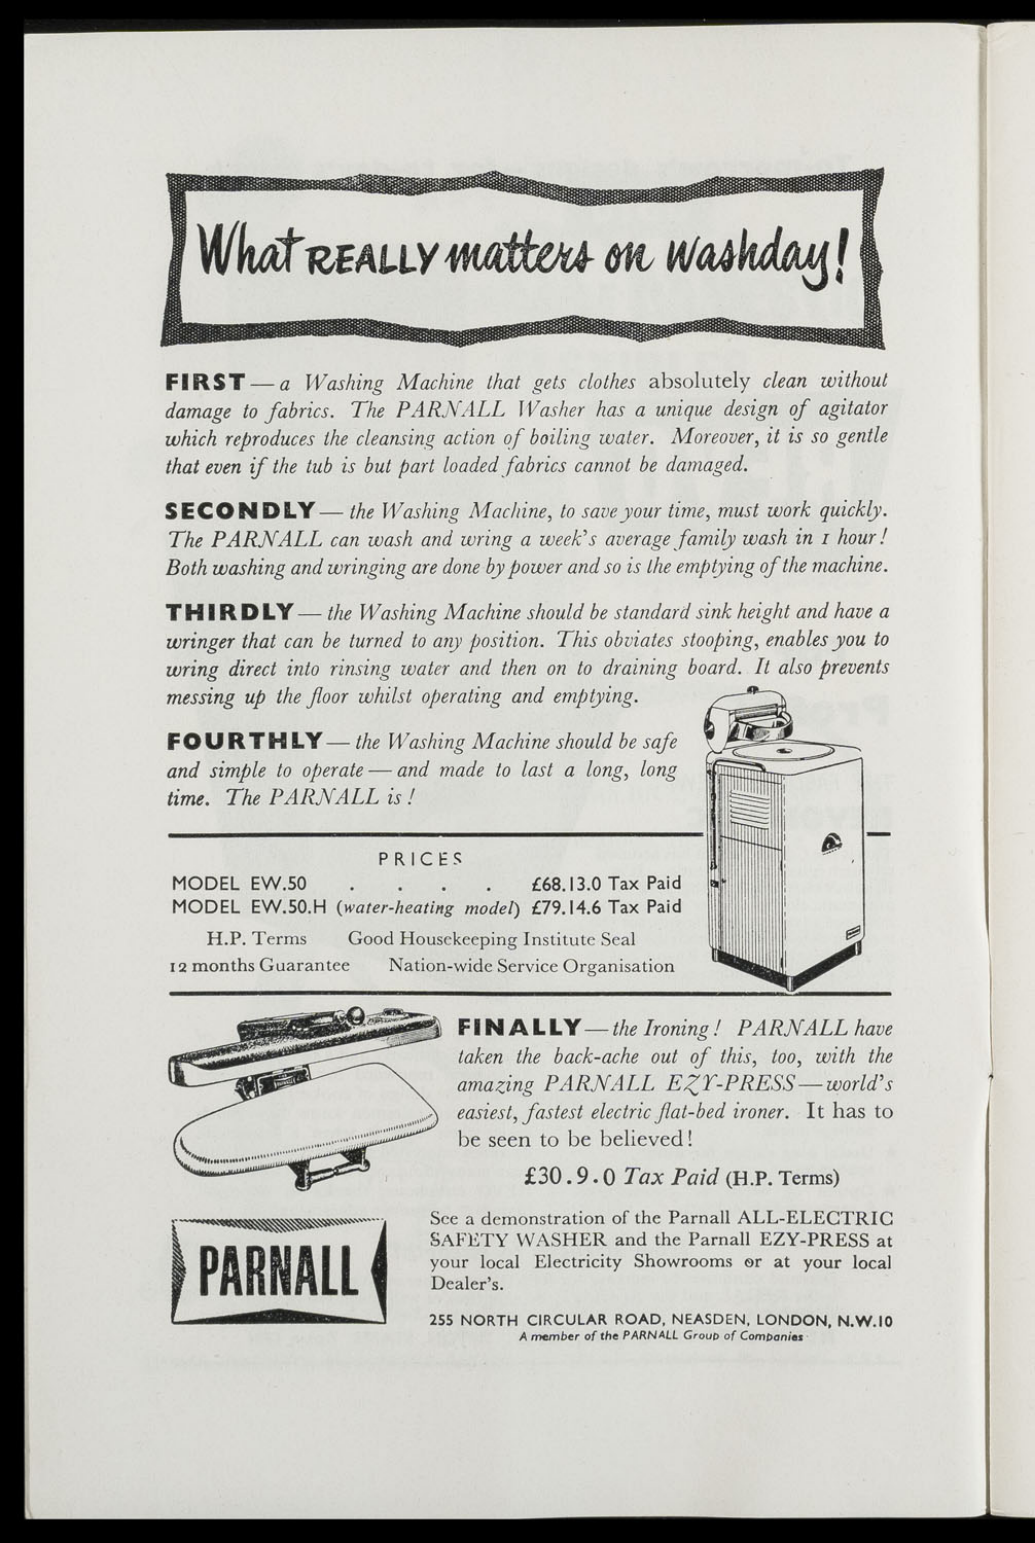 What REALLY matters on washday!
FIRST — a Washing Machine that gets clothes absolutely clean without
damage to fabrics. The PARNALL Washer has a unique design of agitator
which reproduces the cleansing action of boiling water. Moreover, it is so gentle
that even if the tub is but part loaded fabrics cannot be damaged.
SECONDLY — the Washing Machine, to save your time, must work quickly.
The PARNALL can wash and wring a week's average family wash in 1 hour!
Both washing and wringing are done by power and so is the emptying of the machine.
THIRDLY — the Washing Machine should be standard sink height and have a
wringer that can be turned to any position. This obviates stooping, enables you to
wring direct into rinsing water and then on to draining board. It also prevents
messing up the floor whilst operating and emptying.
FOURTHLY — the Washing Machine should be safe
and simple to operate — and made to last a long, long
time. The PARNALL is!
PRICES
MODEL EW.50 . . . . £68.13.0 Tax Paid
MODEL EW.50.H (water-heating model) £79.14.6 Tax Paid
H.P. Terms Good Housekeeping Institute Seal
12 months Guarantee Nation-wide Service Organisation
FINALLY — the Ironing! PARNALL have
taken the back-ache out of this, too, with the
amazing PARNALL EZY-PRESS — world's
easiest, fastest electric flat-bed ironer. It has to
be seen to be believed!
£30.9.0 Tax Paid (H.P. Terms)
PARNALL
See a demonstration of the Parnall ALL-ELECTRIC
SAFETY WASHER and the Parnall EZY-PRESS at
your local Electricity Showrooms or at your local
Dealer's.
255 NORTH CIRCULAR ROAD, NEASDEN, LONDON, N.W.10
A member of the PARNALL Group of Companies